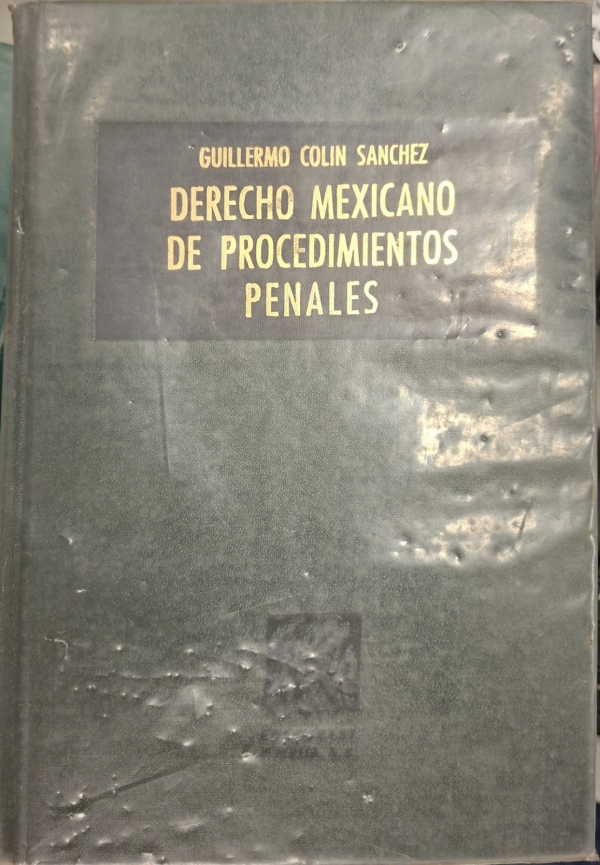 GUILLERMO COLIN SANCHEZ
DERECHO MEXICANO
DE PROCEDIMIENTOS
PENALES